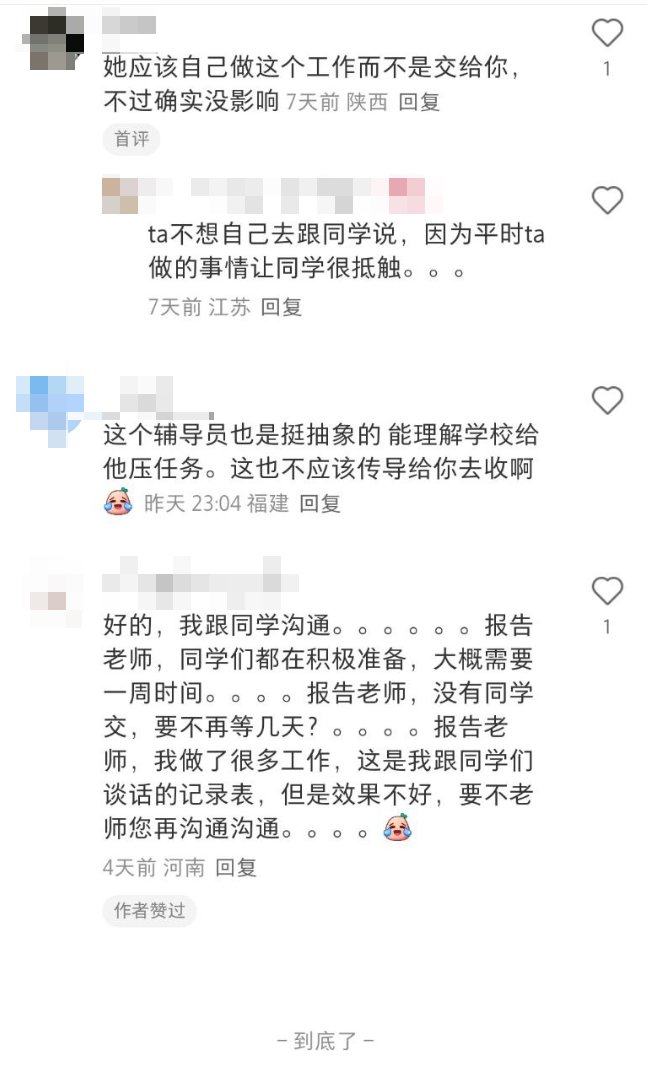 她应该自己做这个工作而不是交给你，
不过确实没影响 7天前 陕西 回复
1
首评
ta不想自己去跟同学说，因为平时ta
做的事情让同学很抵触。。。
7天前 江苏 回复
这个辅导员也是挺抽象的 能理解学校给
他压任务。这也不应该传导给你去收啊
昨天 23:04 福建 回复
好的，我跟同学沟通。。。。。。报告
1
老师，同学们都在积极准备，大概需要
一周时间。。。。报告老师，没有同学
交，要不再等几天？。。。。报告老
师，我做了很多工作，这是我跟同学们
谈话的记录表，但是效果不好，要不老
师您再沟通沟通。。。。
4天前 河南 回复
作者赞过
- 到底了 -